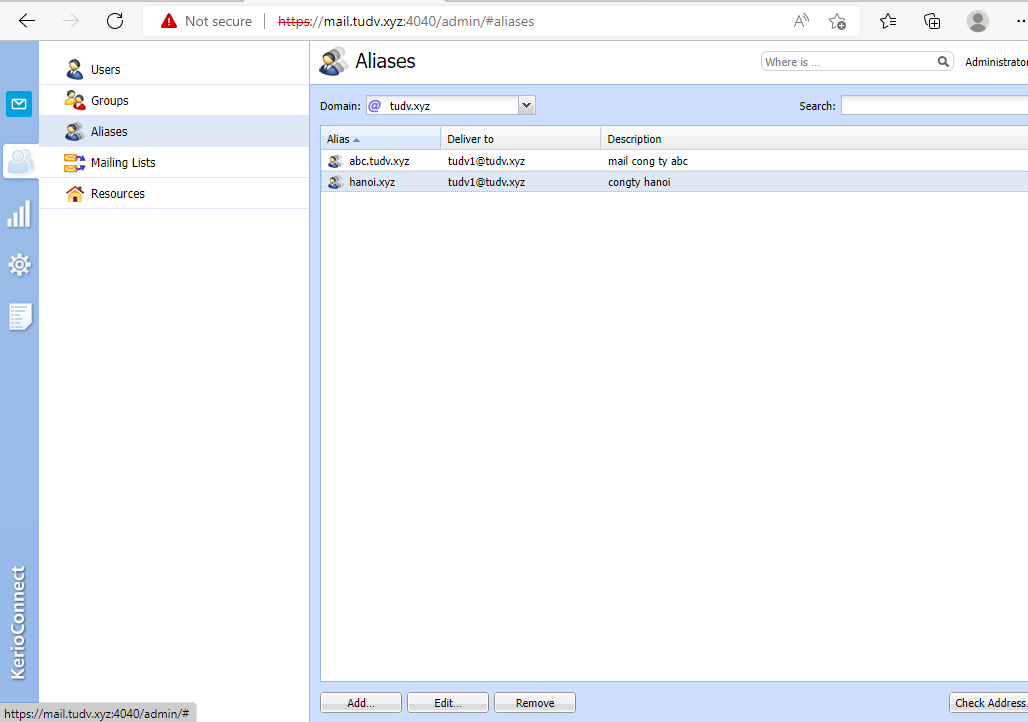 Not secure | https://mail.tudv.xyz:4040/admin/#aliases
Users
Groups
Aliases
Mailing Lists
Resources
KerioConnect
Aliases
Where is ...
Administrator
Domain: @ tudv.xyz
Search:
Alias Deliver to Description
abc.tudv.xyz tudv1@tudv.xyz mail cong ty abc
hanoi.xyz tudv1@tudv.xyz congty hanoi
Add... Edit... Remove Check Address
https://mail.tudv.xyz:4040/admin/#